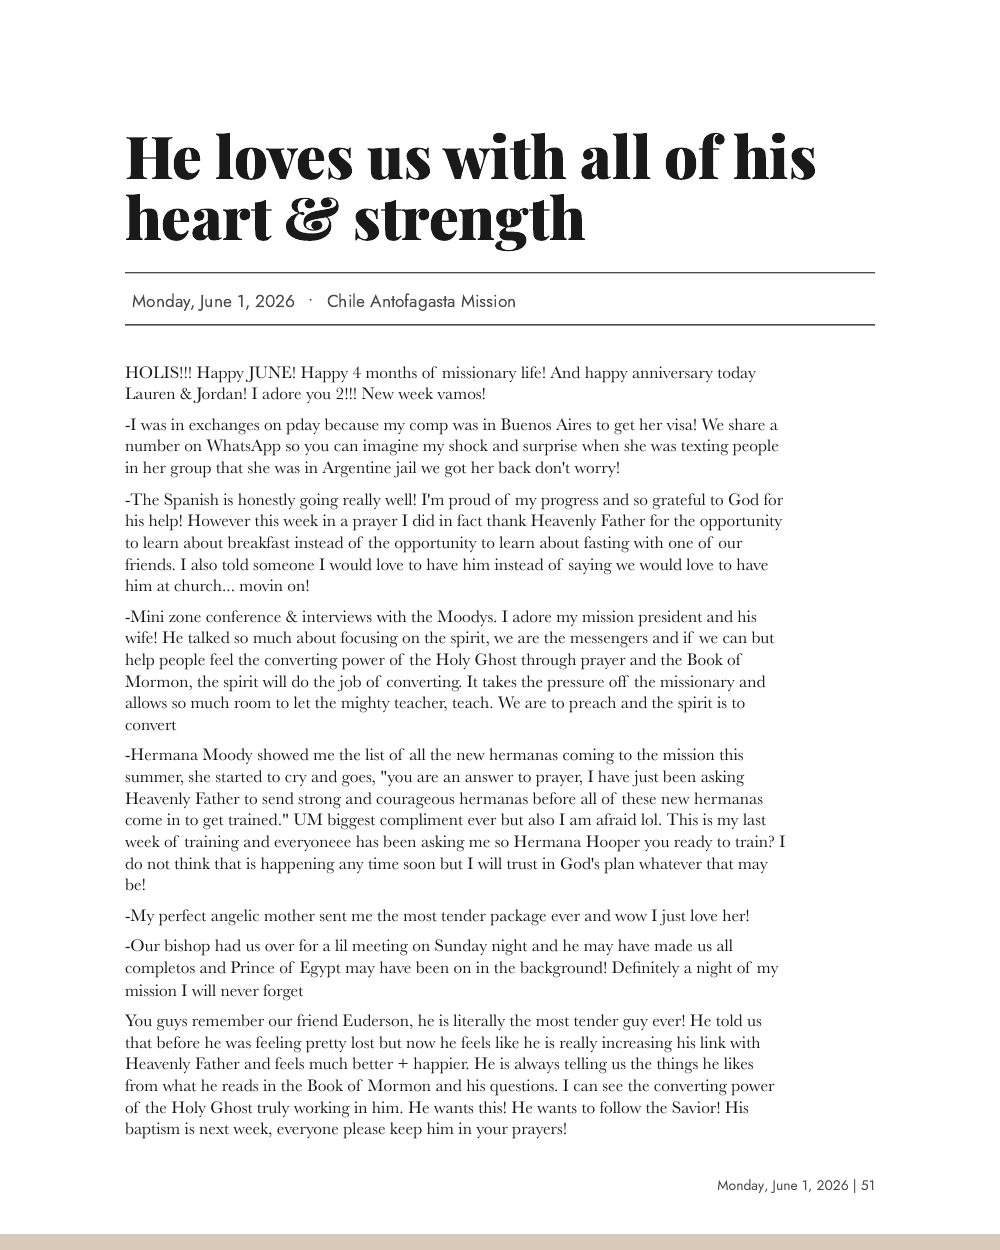 He loves us with all of his
heart & strength
Monday, June 1, 2026 · Chile Antofagasta Mission
HOLIS!!! Happy JUNE! Happy 4 months of missionary life! And happy anniversary today
Lauren & Jordan! I adore you 2!!! New week vamos!
-I was in exchanges on pday because my comp was in Buenos Aires to get her visa! We share a
number on WhatsApp so you can imagine my shock and surprise when she was texting people
in her group that she was in Argentine jail we got her back don't worry!
-The Spanish is honestly going really well! I'm proud of my progress and so grateful to God for
his help! However this week in a prayer I did in fact thank Heavenly Father for the opportunity
to learn about breakfast instead of the opportunity to learn about fasting with one of our
friends. I also told someone I would love to have him instead of saying we would love to have
him at church... movin on!
-Mini zone conference & interviews with the Moodys. I adore my mission president and his
wife! He talked so much about focusing on the spirit, we are the messengers and if we can but
help people feel the converting power of the Holy Ghost through prayer and the Book of
Mormon, the spirit will do the job of converting. It takes the pressure off the missionary and
allows so much room to let the mighty teacher, teach. We are to preach and the spirit is to
convert
-Hermana Moody showed me the list of all the new hermanas coming to the mission this
summer, she started to cry and goes, "you are an answer to prayer, I have just been asking
Heavenly Father to send strong and courageous hermanas before all of these new hermanas
come in to get trained." UM biggest compliment ever but also I am afraid lol. This is my last
week of training and everyoneee has been asking me so Hermana Hooper you ready to train? I
do not think that is happening any time soon but I will trust in God's plan whatever that may
be!
-My perfect angelic mother sent me the most tender package ever and wow I just love her!
-Our bishop had us over for a lil meeting on Sunday night and he may have made us all
completos and Prince of Egypt may have been on in the background! Definitely a night of my
mission I will never forget
You guys remember our friend Euderson, he is literally the most tender guy ever! He told us
that before he was feeling pretty lost but now he feels like he is really increasing his link with
Heavenly Father and feels much better + happier. He is always telling us the things he likes
from what he reads in the Book of Mormon and his questions. I can see the converting power
of the Holy Ghost truly working in him. He wants this! He wants to follow the Savior! His
baptism is next week, everyone please keep him in your prayers!
Monday, June 1, 2026 | 51